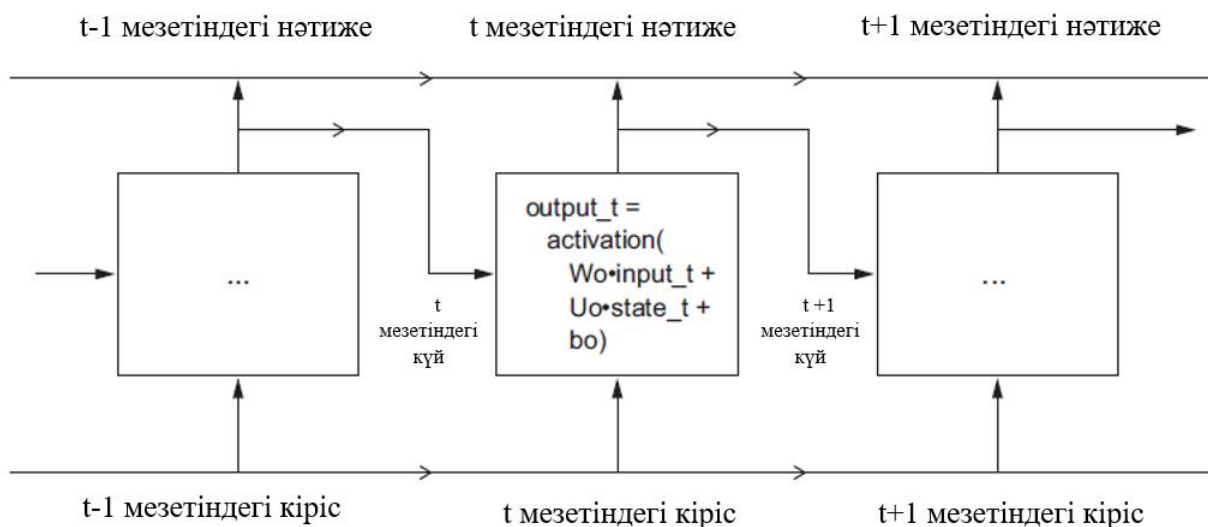 t-1 мезетіндегі нәтиже
t мезетіндегі нәтиже
t+1 мезетіндегі нәтиже
...
output_t =
activation(
Wo•input_t +
Uo•state_t +
bo)
...
t
мезетіндегі
күй
t +1
мезетіндегі
күй
t-1 мезетіндегі кіріс
t мезетіндегі кіріс
t+1 мезетіндегі кіріс